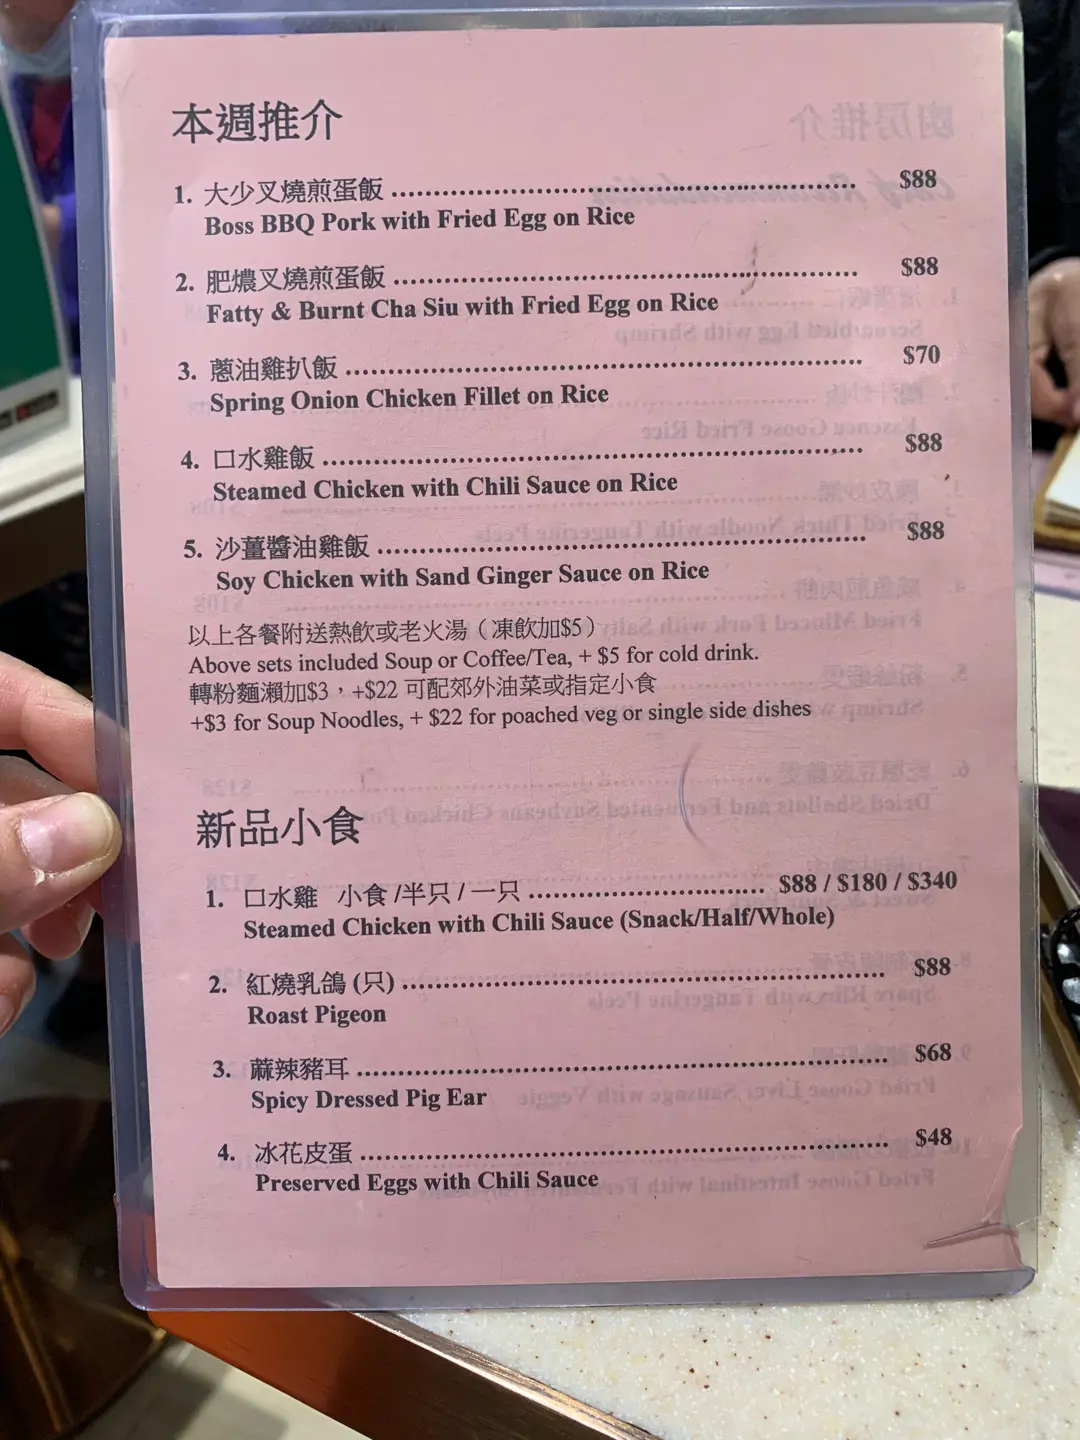 本週推介
1. 大少叉燒煎蛋飯 $88
Boss BBQ Pork with Fried Egg on Rice
2. 肥燶叉燒煎蛋飯 $88
Fatty & Burnt Cha Siu with Fried Egg on Rice
3. 蔥油雞扒飯 $70
Spring Onion Chicken Fillet on Rice
4. 口水雞飯 $88
Steamed Chicken with Chili Sauce on Rice
5. 沙薑醬油雞飯 $88
Soy Chicken with Sand Ginger Sauce on Rice
以上各餐附送熱飲或老火湯（凍飲加$5）
Above sets included Soup or Coffee/Tea, + $5 for cold drink.
轉粉麵瀨加$3，+$22 可配郊外油菜或指定小食
+$3 for Soup Noodles, + $22 for poached veg or single side dishes
新品小食
1. 口水雞 小食 /半只 / 一只 $88 / $180 / $340
Steamed Chicken with Chili Sauce (Snack/Half/Whole)
2. 紅燒乳鴿 (只) $88
Roast Pigeon
3. 蔴辣豬耳 $68
Spicy Dressed Pig Ear
4. 冰花皮蛋 $48
Preserved Eggs with Chili Sauce